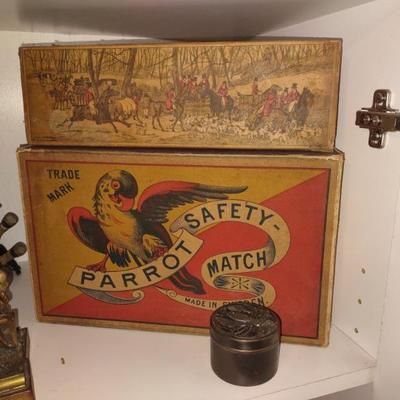 TRADE
MARK
SAFETY-
PARROT
MATCH
MADE IN SWEDEN.